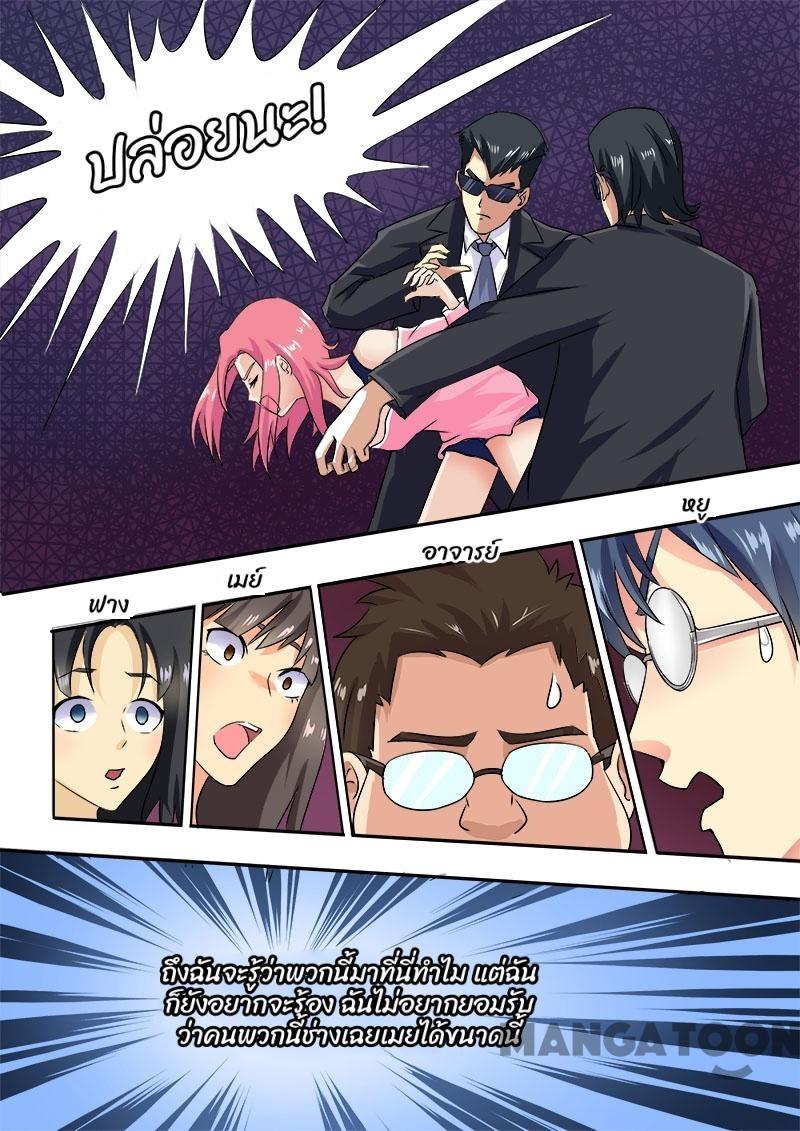 ปล่อยนะ!
ฟาง
เมย์
อาจารย์
หยู
ถึงฉันจะรู้ว่าพวกนี้มาที่นี่ทำไม แต่ฉัน
ก็ยังอยากจะร้อง ฉันไม่อยากยอมรับ
ว่าคนพวกนี้ช่างเฉยเมยได้ขนาดนี้
MANGATOON